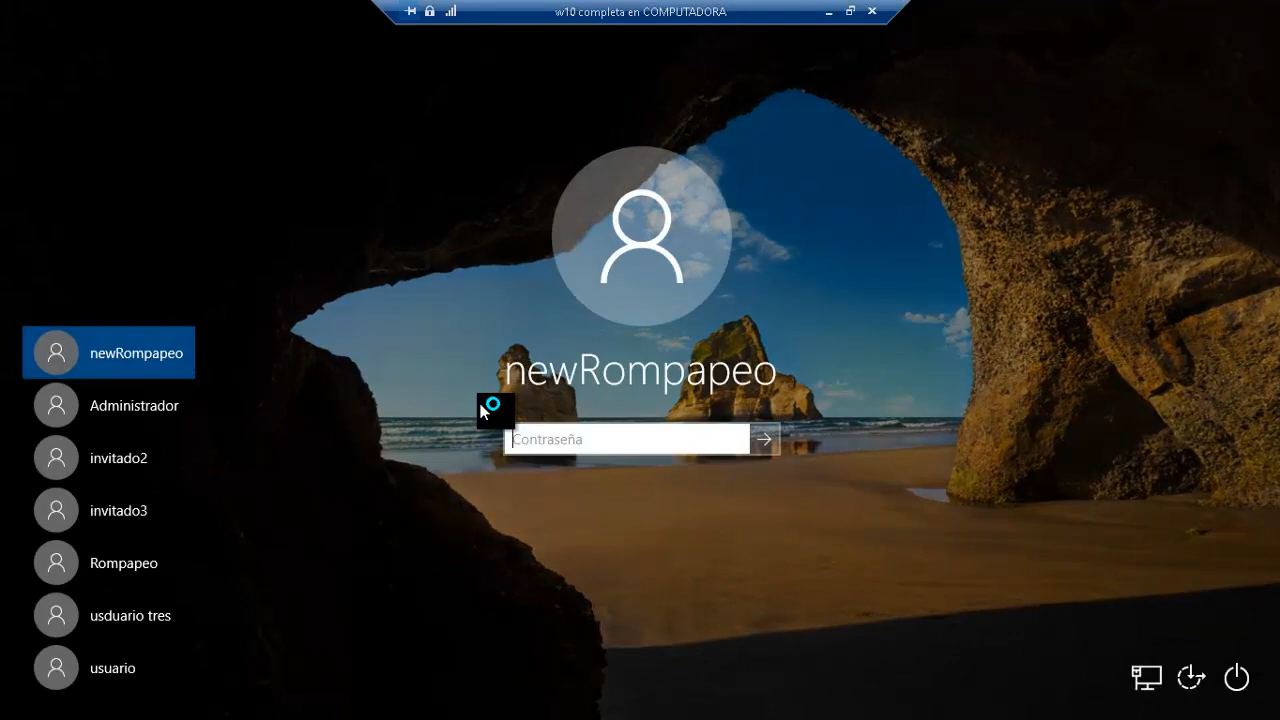 w10 completa en COMPUTADORA
newRompapeo
Contraseña
newRompapeo
Administrador
invitado2
invitado3
Rompapeo
usduario tres
usuario